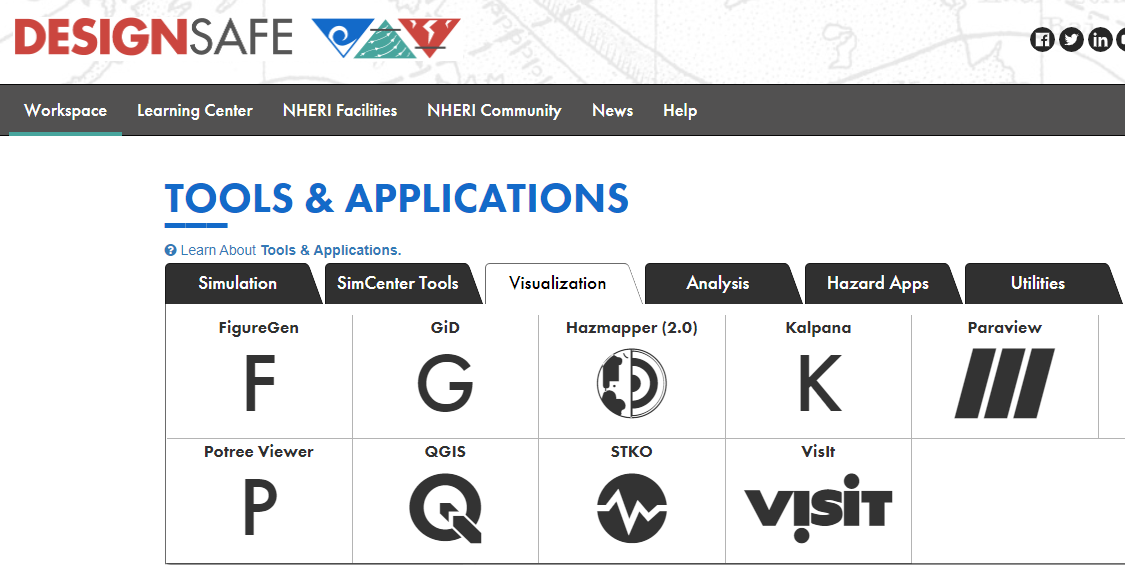 DESIGNSAFE
Workspace Learning Center NHERI Facilities NHERI Community News Help
TOOLS & APPLICATIONS
Learn About Tools & Applications.
Simulation SimCenter Tools Visualization Analysis Hazard Apps Utilities
FigureGen GiD Hazmapper (2.0) Kalpana Paraview
F G K
Potree Viewer QGIS STKO VisIt
P Q VISIT